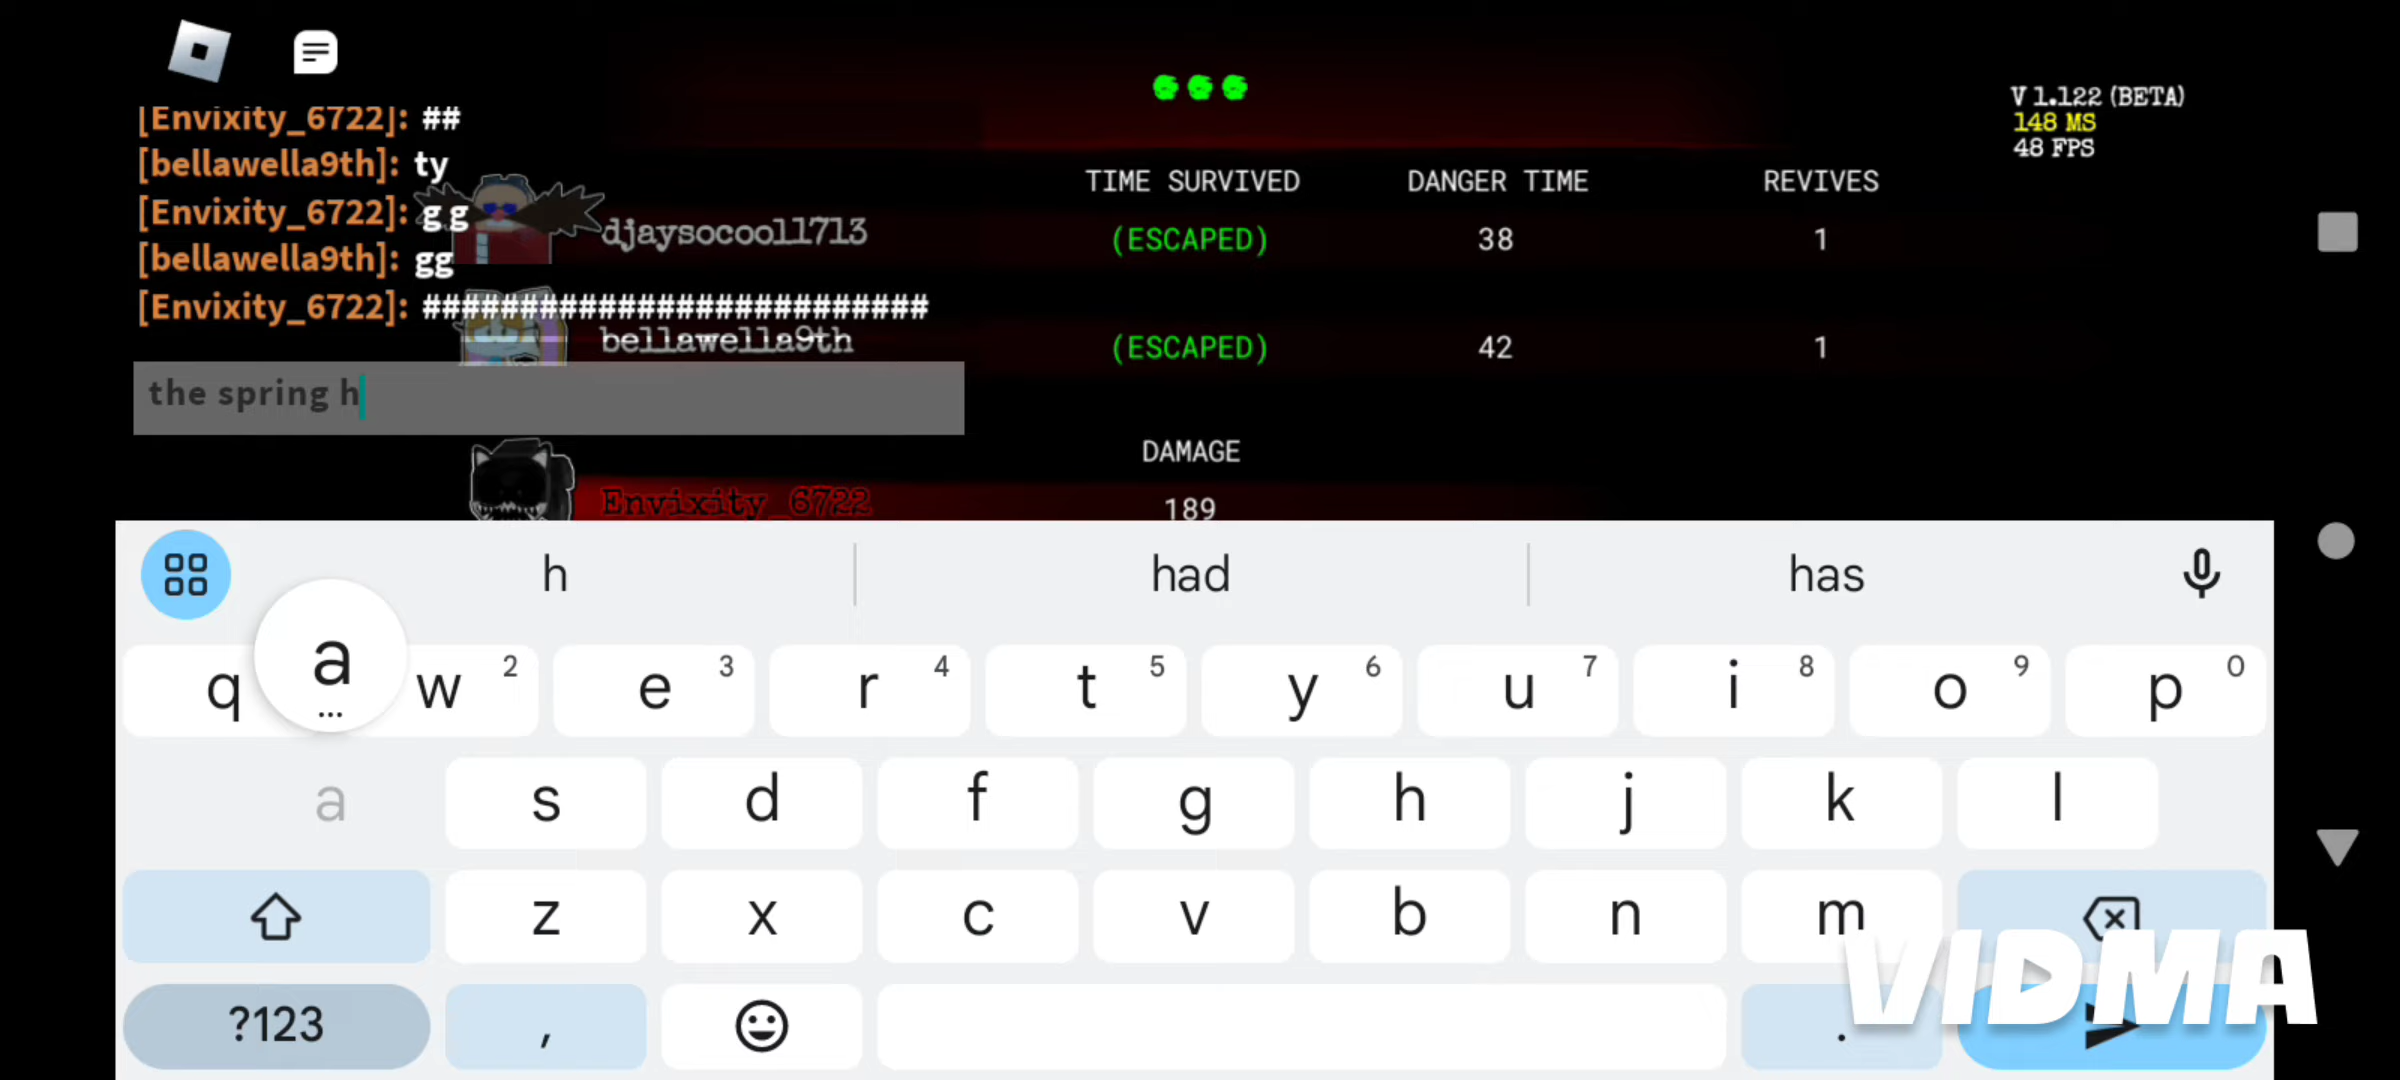 [Envixity_6722]: ##
[bellawella9th]: ty
[Envixity_6722]: gg
[bellawella9th]: gg
[Envixity_6722]: ##########################
the spring h
V 1.122 (BETA)
148 MS
48 FPS
TIME SURVIVED DANGER TIME REVIVES
djaysocool1713 (ESCAPED) 38 1
bellawella9th (ESCAPED) 42 1
DAMAGE
Envixity_6722 189
h had has
q a ... w 2 e 3 r 4 t 5 y 6 u 7 i 8 o 9 p 0
a s d f g h j k l
z x c v b n m
?123 , .
VIDMA